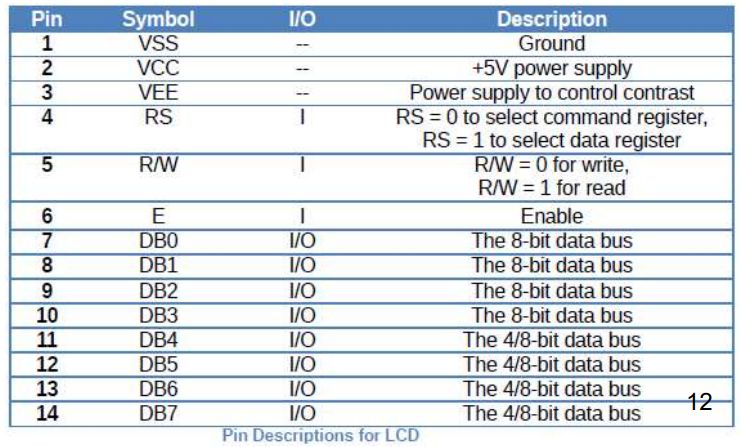 Pin Symbol I/O Description
1 VSS -- Ground
2 VCC -- +5V power supply
3 VEE -- Power supply to control contrast
4 RS I RS = 0 to select command register,
RS = 1 to select data register
5 R/W I R/W = 0 for write,
R/W = 1 for read
6 E I Enable
7 DB0 I/O The 8-bit data bus
8 DB1 I/O The 8-bit data bus
9 DB2 I/O The 8-bit data bus
10 DB3 I/O The 8-bit data bus
11 DB4 I/O The 4/8-bit data bus
12 DB5 I/O The 4/8-bit data bus
13 DB6 I/O The 4/8-bit data bus
12
14 DB7 I/O The 4/8-bit data bus
Pin Descriptions for LCD